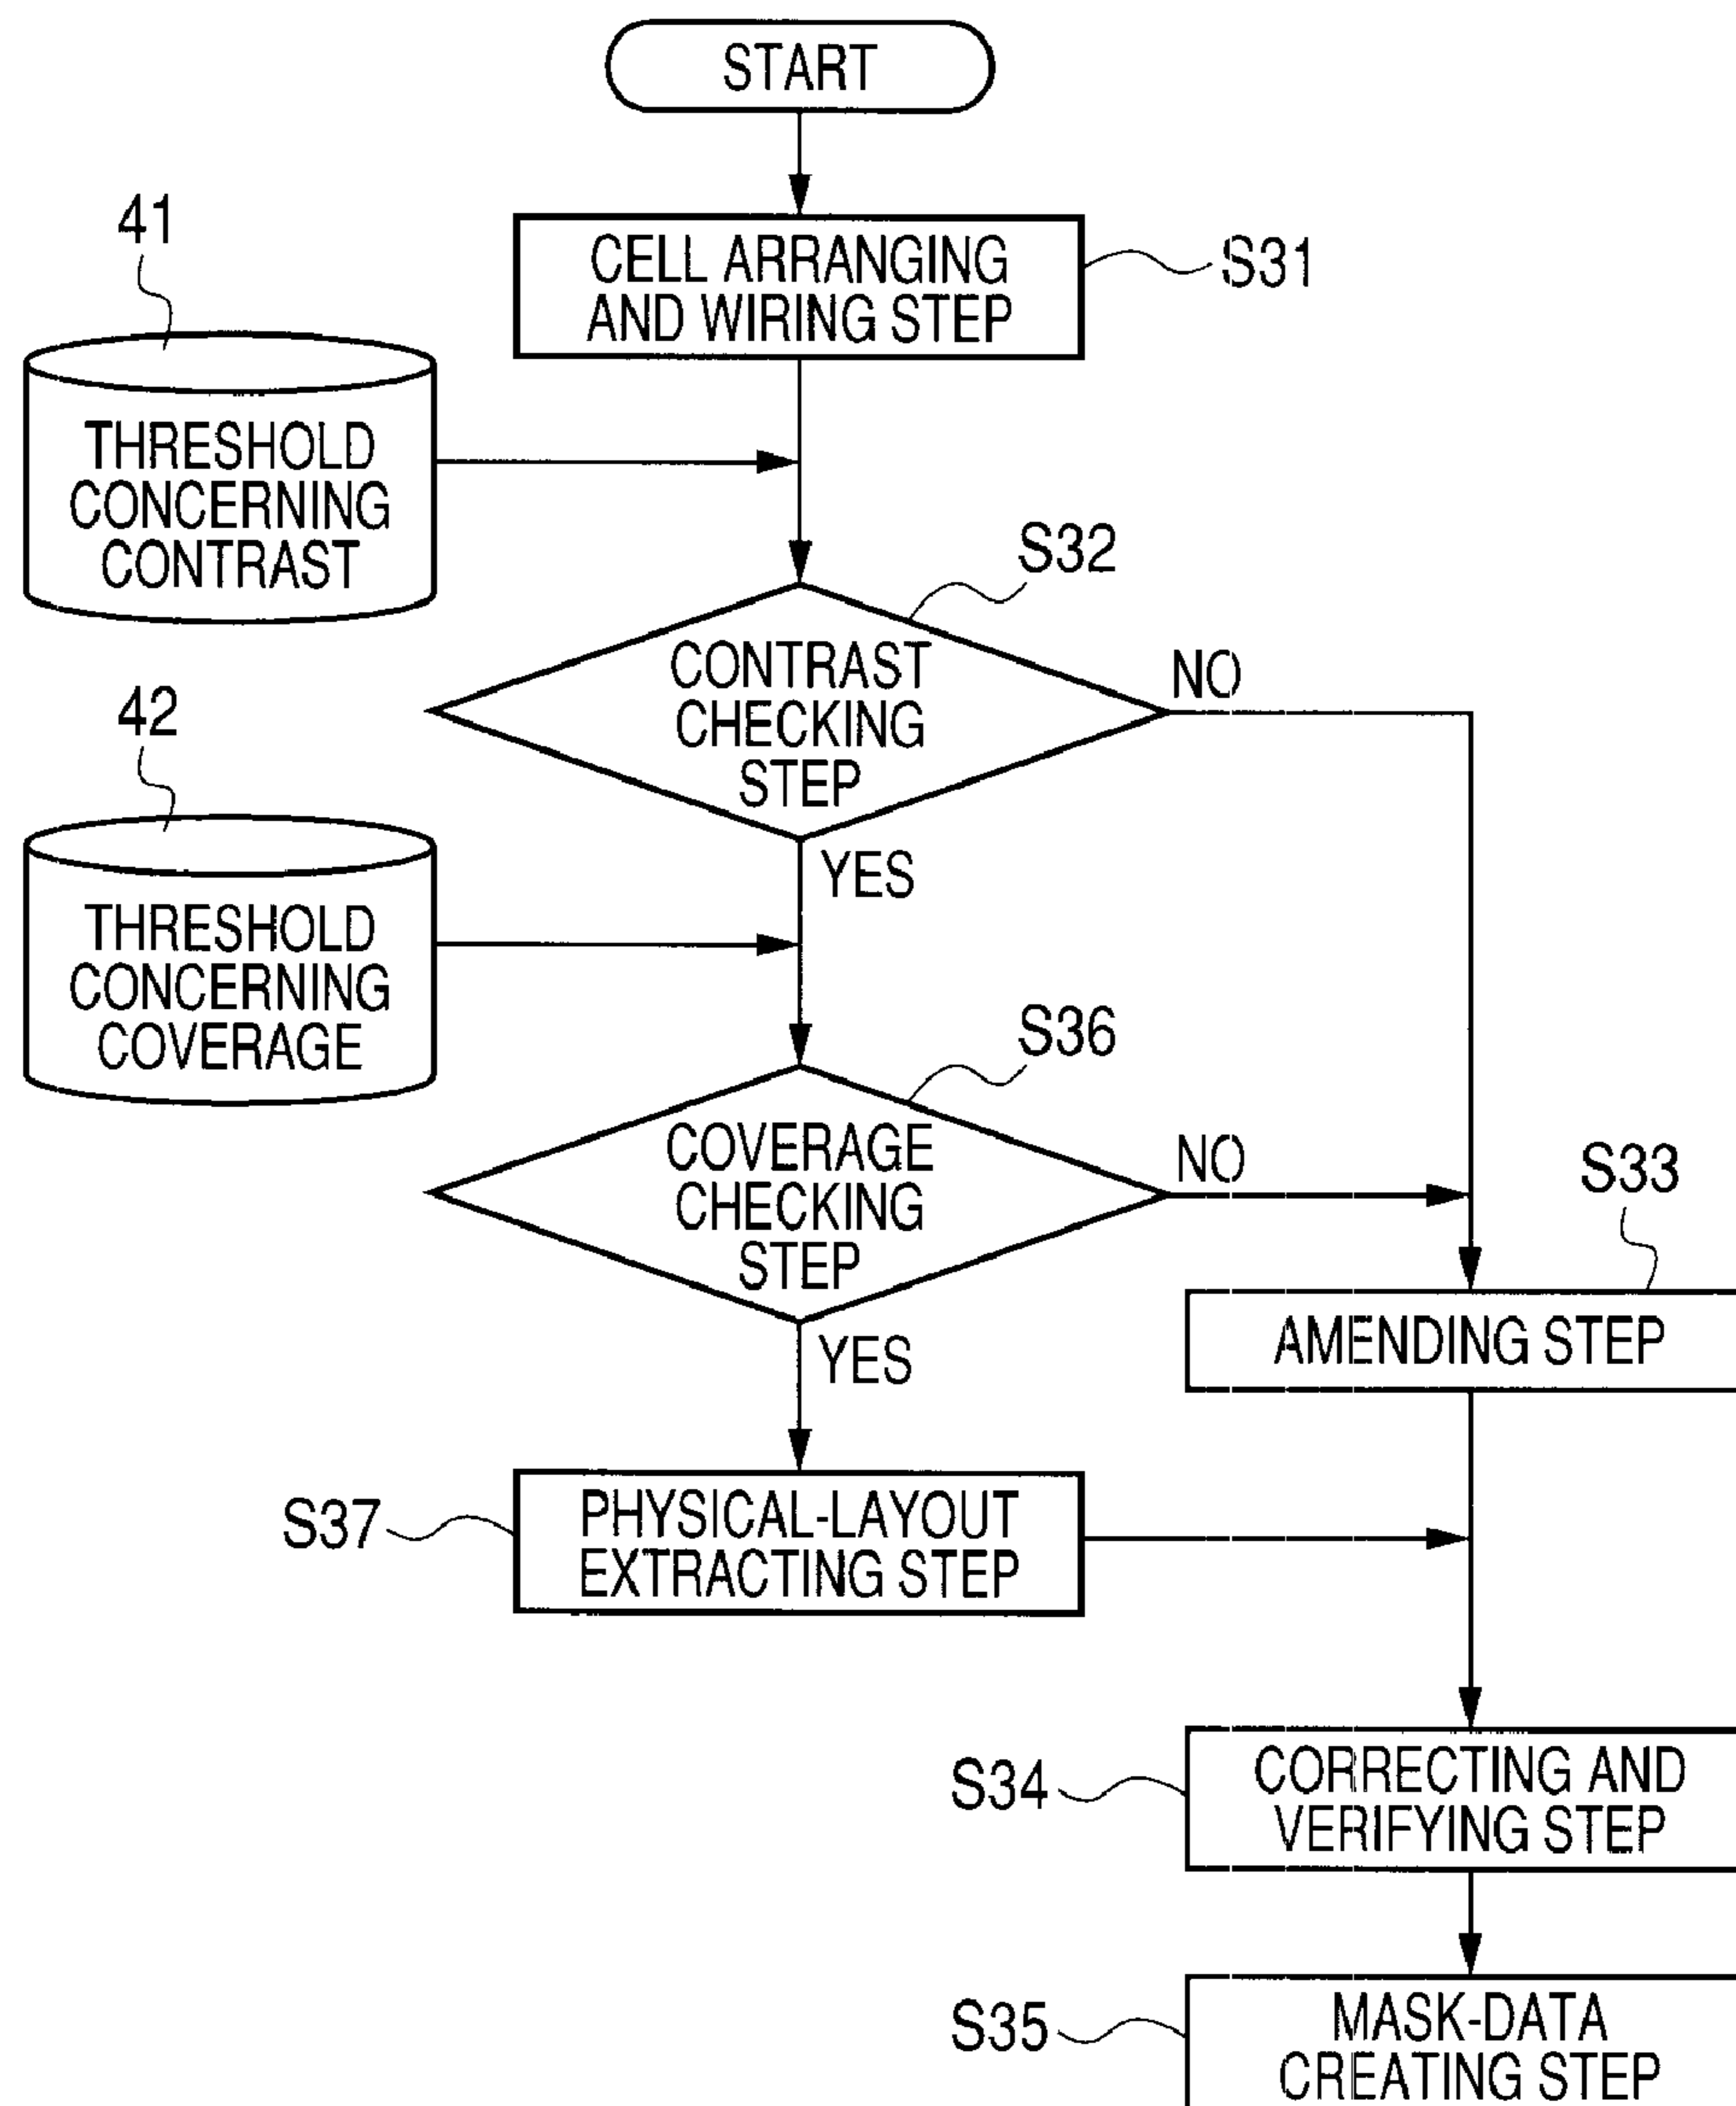 START
41
CELL ARRANGING
AND WIRING STEP
S31
THRESHOLD
CONCERNING
CONTRAST
S32
CONTRAST
CHECKING
STEP
NO
42
YES
THRESHOLD
CONCERNING
COVERAGE
S36
COVERAGE
CHECKING
STEP
NO
S33
AMENDING STEP
YES
S37
PHYSICAL-LAYOUT
EXTRACTING STEP
S34
CORRECTING AND
VERIFYING STEP
S35
MASK-DATA
CREATING STEP